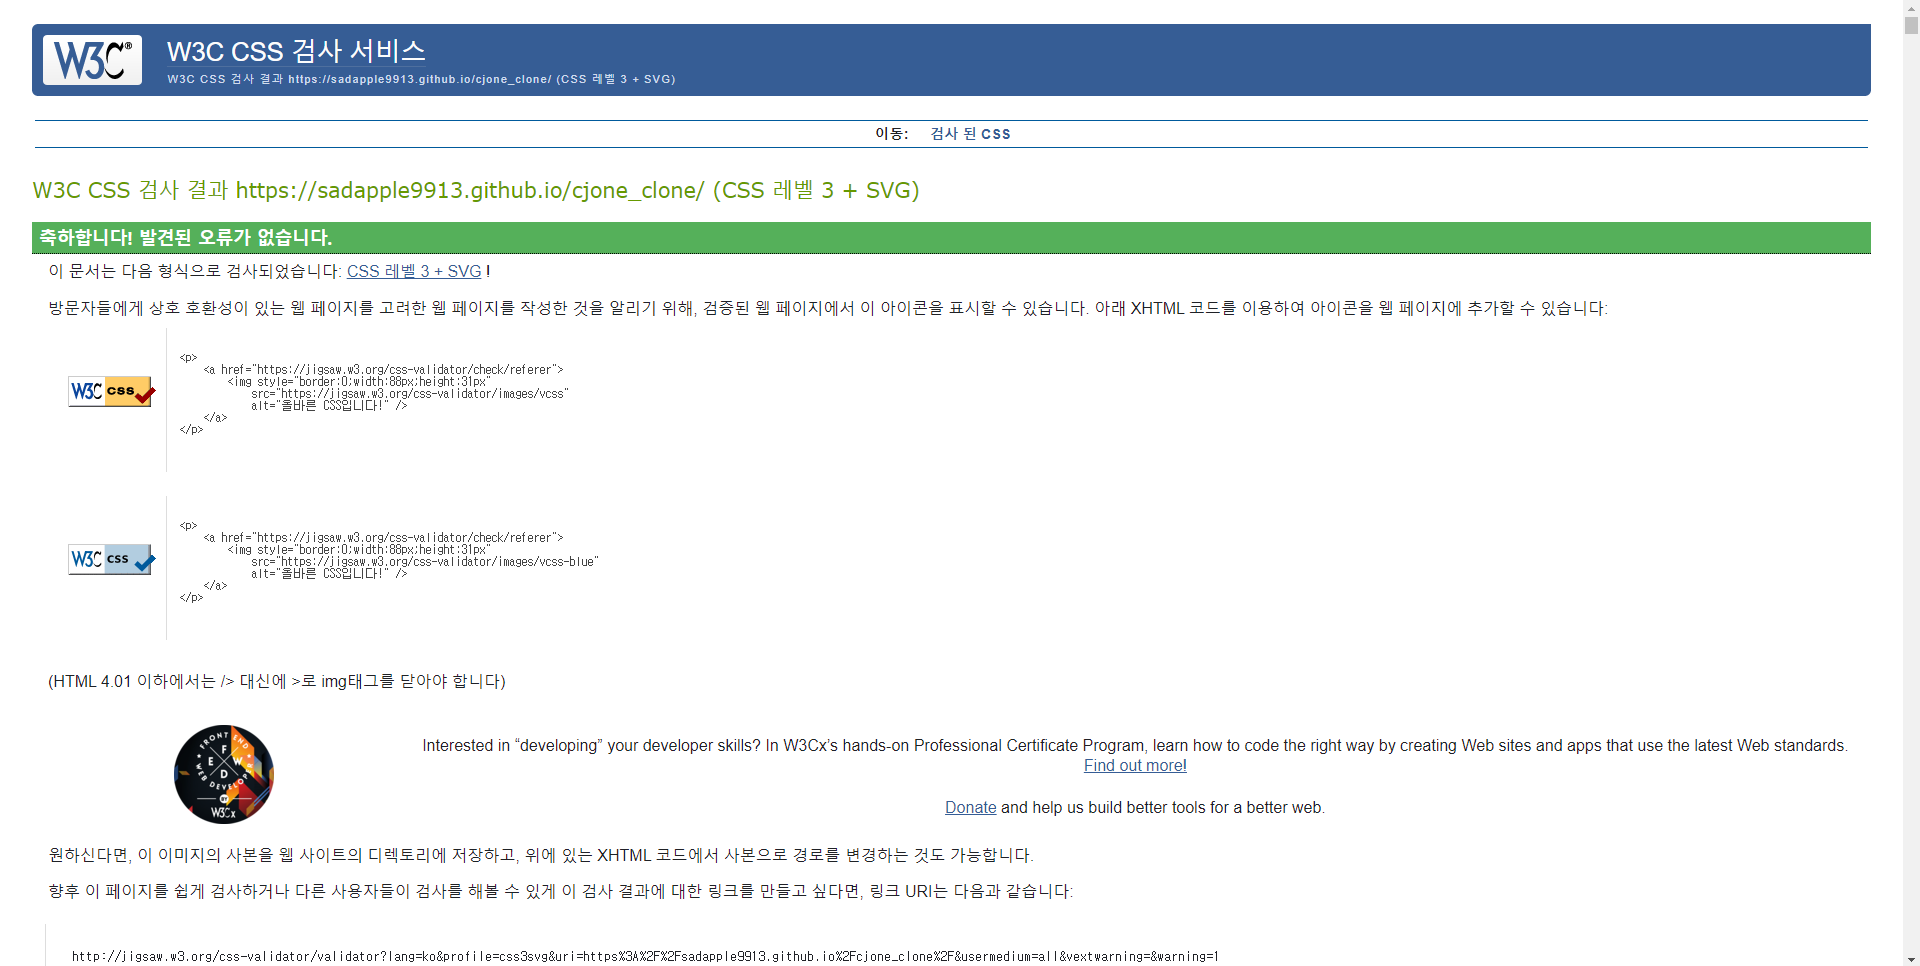 W3C®
W3C CSS 검사 서비스
W3C CSS 검사 결과 https://sadapple9913.github.io/cjone_clone/ (CSS 레벨 3 + SVG)
이동: 검사 된 CSS
W3C CSS 검사 결과 https://sadapple9913.github.io/cjone_clone/ (CSS 레벨 3 + SVG)
축하합니다! 발견된 오류가 없습니다.
이 문서는 다음 형식으로 검사되었습니다: CSS 레벨 3 + SVG !
방문자들에게 상호 호환성이 있는 웹 페이지를 고려한 웹 페이지를 작성한 것을 알리기 위해, 검증된 웹 페이지에서 이 아이콘을 표시할 수 있습니다. 아래 XHTML 코드를 이용하여 아이콘을 웹 페이지에 추가할 수 있습니다:
W3C css
<p>
<a href="https://jigsaw.w3.org/css-validator/check/referer">
<img style="border:0;width:88px;height:31px"
src="https://jigsaw.w3.org/css-validator/images/vcss"
alt="올바른 CSS입니다!" />
</a>
</p>
W3C css
<p>
<a href="https://jigsaw.w3.org/css-validator/check/referer">
<img style="border:0;width:88px;height:31px"
src="https://jigsaw.w3.org/css-validator/images/vcss-blue"
alt="올바른 CSS입니다!" />
</a>
</p>
(HTML 4.01 이하에서는 /> 대신에 >로 img태그를 닫아야 합니다)
FRONT END
F E W D
WEB DEVELOPER
W3Cx
Interested in “developing” your developer skills? In W3Cx’s hands-on Professional Certificate Program, learn how to code the right way by creating Web sites and apps that use the latest Web standards.
Find out more!
Donate and help us build better tools for a better web.
원하신다면, 이 이미지의 사본을 웹 사이트의 디렉토리에 저장하고, 위에 있는 XHTML 코드에서 사본으로 경로를 변경하는 것도 가능합니다.
향후 이 페이지를 쉽게 검사하거나 다른 사용자들이 검사를 해볼 수 있게 이 검사 결과에 대한 링크를 만들고 싶다면, 링크 URI는 다음과 같습니다:
http://jigsaw.w3.org/css-validator/validator?lang=ko&profile=css3svg&uri=https%3A%2F%2Fsadapple9913.github.io%2Fcjone_clone%2F&usermedium=all&vextwarning=&warning=1